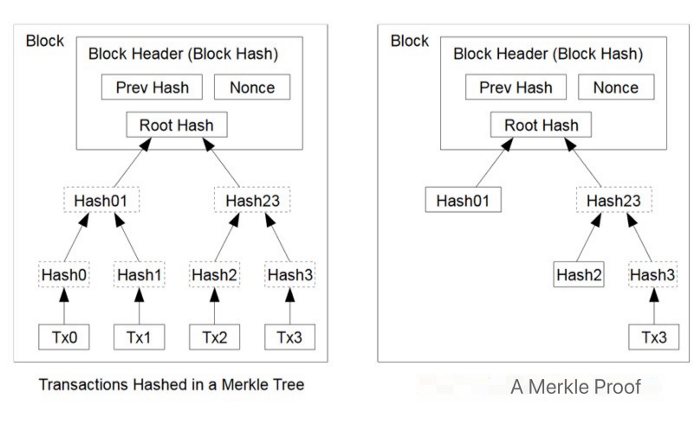 Block
Block Header (Block Hash)
Prev Hash Nonce
Root Hash
Hash01 Hash23
Hash0 Hash1 Hash2 Hash3
Tx0 Tx1 Tx2 Tx3
Transactions Hashed in a Merkle Tree
Block
Block Header (Block Hash)
Prev Hash Nonce
Root Hash
Hash01 Hash23
Hash2 Hash3
Tx3
A Merkle Proof